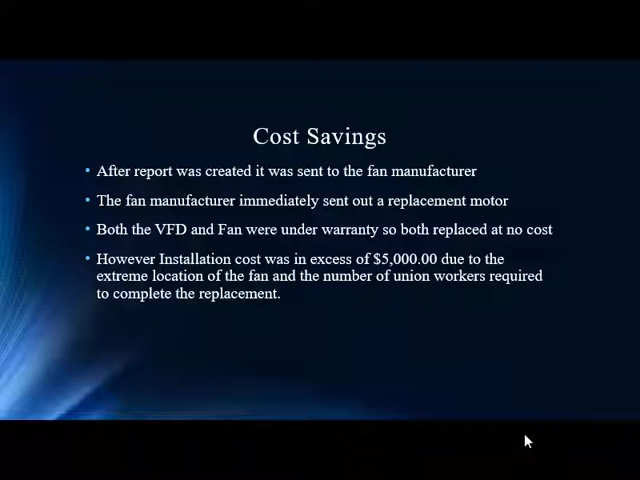 Cost Savings
• After report was created it was sent to the fan manufacturer
• The fan manufacturer immediately sent out a replacement motor
• Both the VFD and Fan were under warranty so both replaced at no cost
• However Installation cost was in excess of $5,000.00 due to the
extreme location of the fan and the number of union workers required
to complete the replacement.